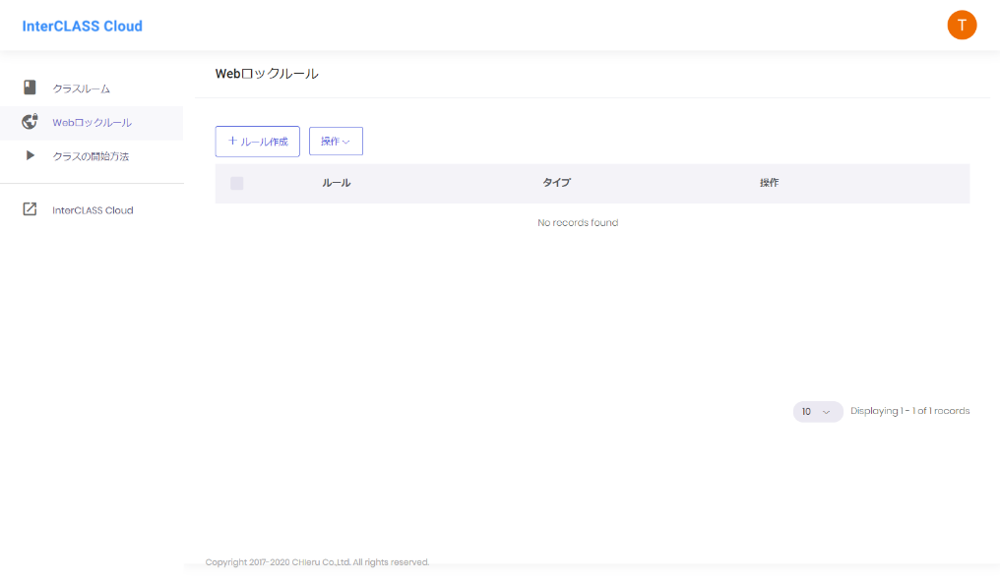 InterCLASS Cloud
T
クラスルーム
Webロックルール
クラスの開始方法
InterCLASS Cloud
Webロックルール
+ ルール作成 操作
ルール タイプ 操作
No records found
10 Displaying 1 - 1 of 1 records
Copyright 2017-2020 CHieru Co.,Ltd. All rights reserved.